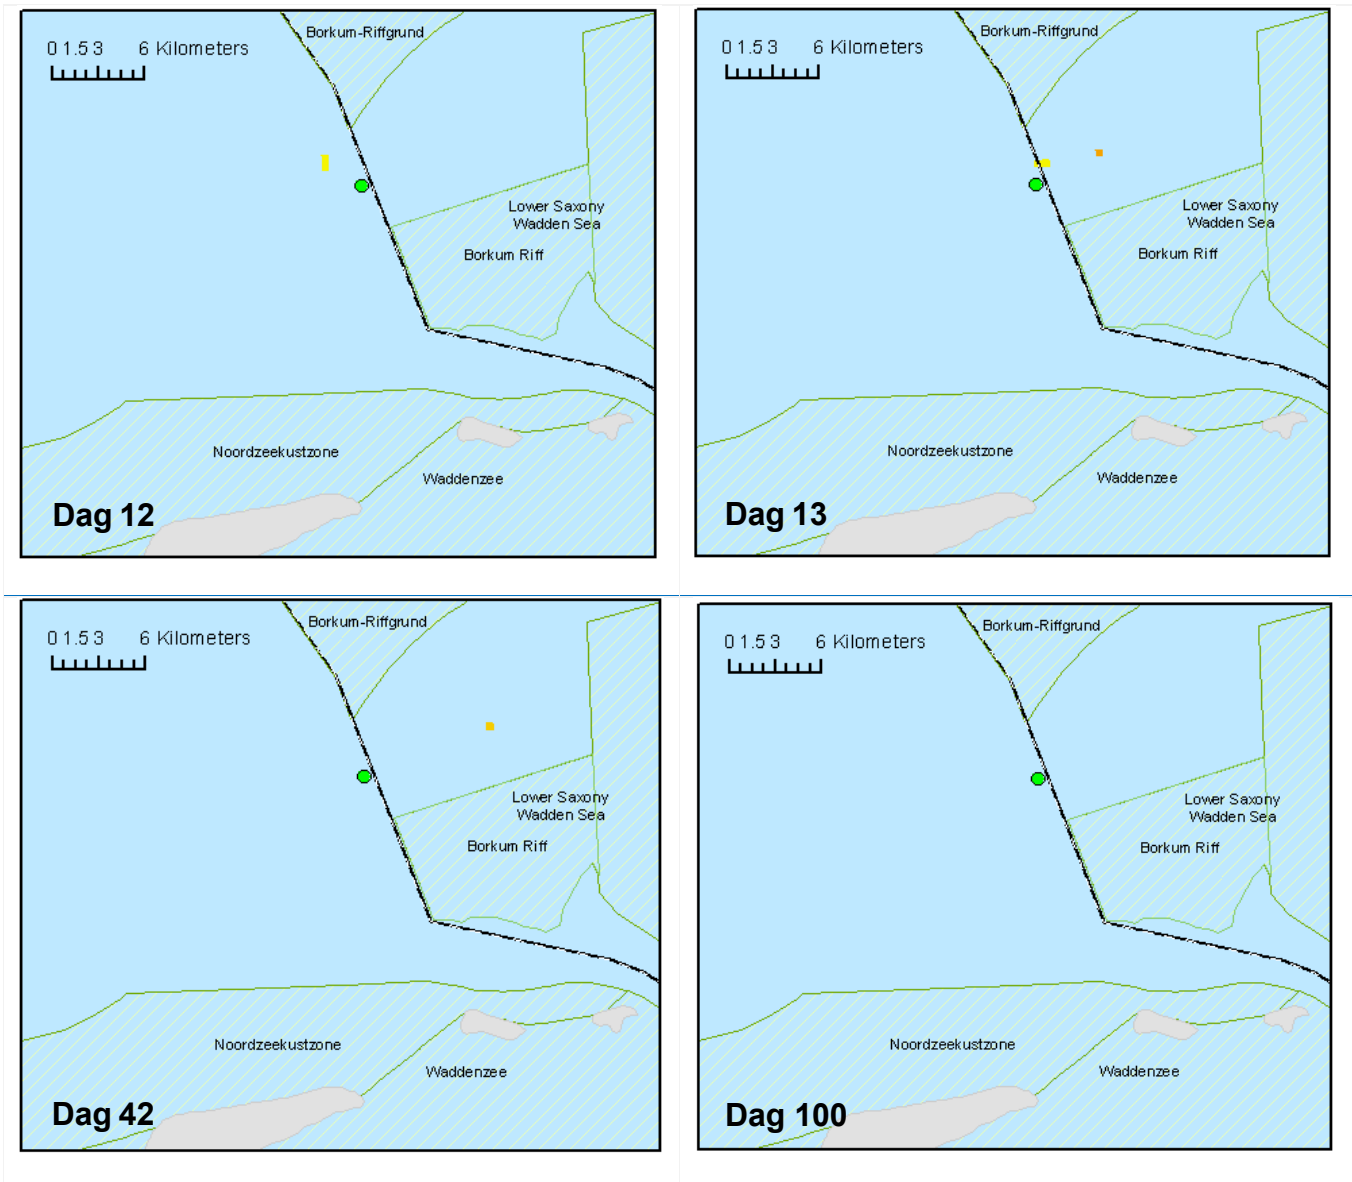 Borkum-Riffgrund
0 1.5 3 6 Kilometers
Lower Saxony
Wadden Sea
Borkum Riff
Noordzeekustzone
Waddenzee
Dag 12
Borkum-Riffgrund
0 1.5 3 6 Kilometers
Lower Saxony
Wadden Sea
Borkum Riff
Noordzeekustzone
Waddenzee
Dag 13
Borkum-Riffgrund
0 1.5 3 6 Kilometers
Lower Saxony
Wadden Sea
Borkum Riff
Noordzeekustzone
Waddenzee
Dag 42
Borkum-Riffgrund
0 1.5 3 6 Kilometers
Lower Saxony
Wadden Sea
Borkum Riff
Noordzeekustzone
Waddenzee
Dag 100